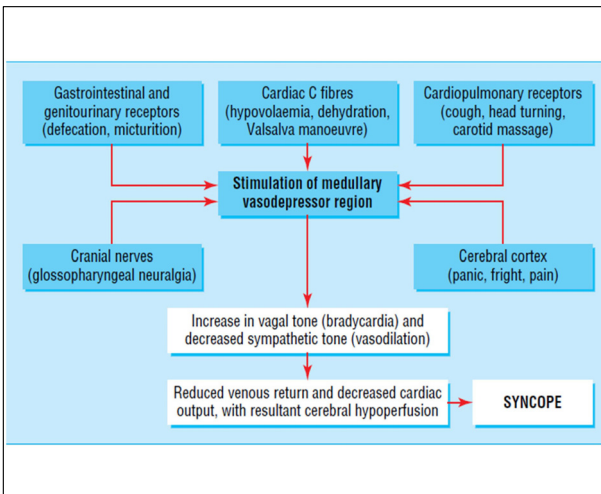 Gastrointestinal and
genitourinary receptors
(defecation, micturition)
Cardiac C fibres
(hypovolaemia, dehydration,
Valsalva manoeuvre)
Cardiopulmonary receptors
(cough, head turning,
carotid massage)
Stimulation of medullary
vasodepressor region
Cranial nerves
(glossopharyngeal neuralgia)
Cerebral cortex
(panic, fright, pain)
Increase in vagal tone (bradycardia) and
decreased sympathetic tone (vasodilation)
Reduced venous return and decreased cardiac
output, with resultant cerebral hypoperfusion
SYNCOPE